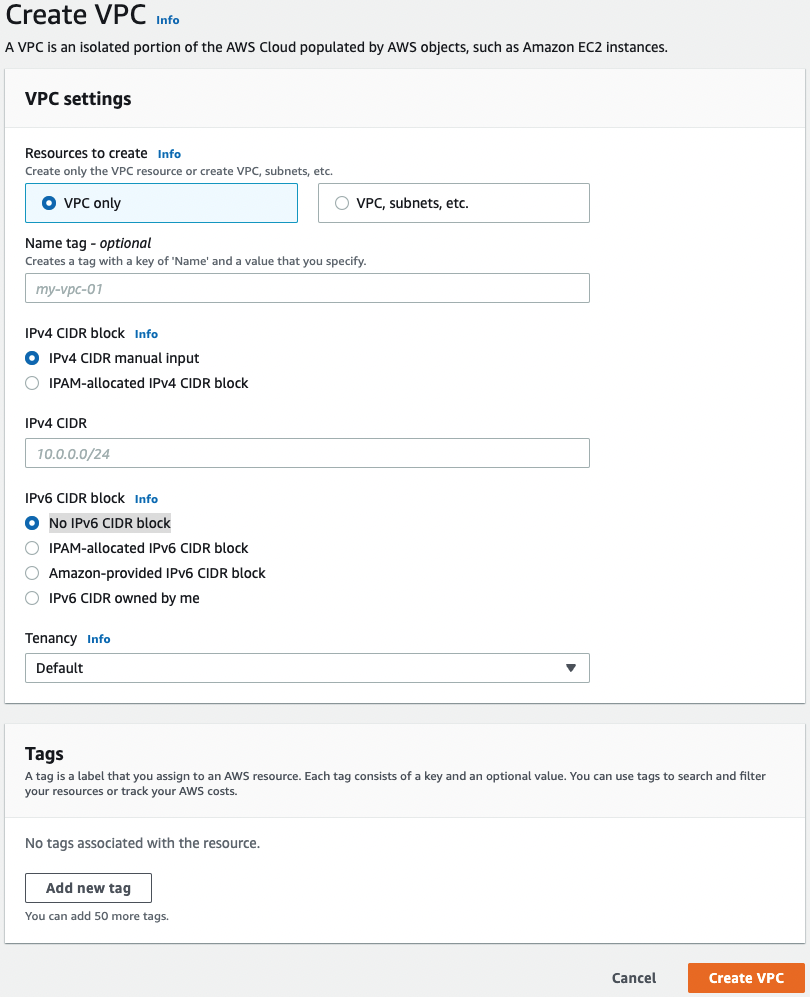 Create VPC Info
A VPC is an isolated portion of the AWS Cloud populated by AWS objects, such as Amazon EC2 instances.
VPC settings
Resources to create Info
Create only the VPC resource or create VPC, subnets, etc.
VPC only
VPC, subnets, etc.
Name tag - optional
Creates a tag with a key of 'Name' and a value that you specify.
my-vpc-01
IPv4 CIDR block Info
IPv4 CIDR manual input
IPAM-allocated IPv4 CIDR block
IPv4 CIDR
10.0.0.0/24
IPv6 CIDR block Info
No IPv6 CIDR block
IPAM-allocated IPv6 CIDR block
Amazon-provided IPv6 CIDR block
IPv6 CIDR owned by me
Tenancy Info
Default
Tags
A tag is a label that you assign to an AWS resource. Each tag consists of a key and an optional value. You can use tags to search and filter
your resources or track your AWS costs.
No tags associated with the resource.
Add new tag
You can add 50 more tags.
Cancel
Create VPC